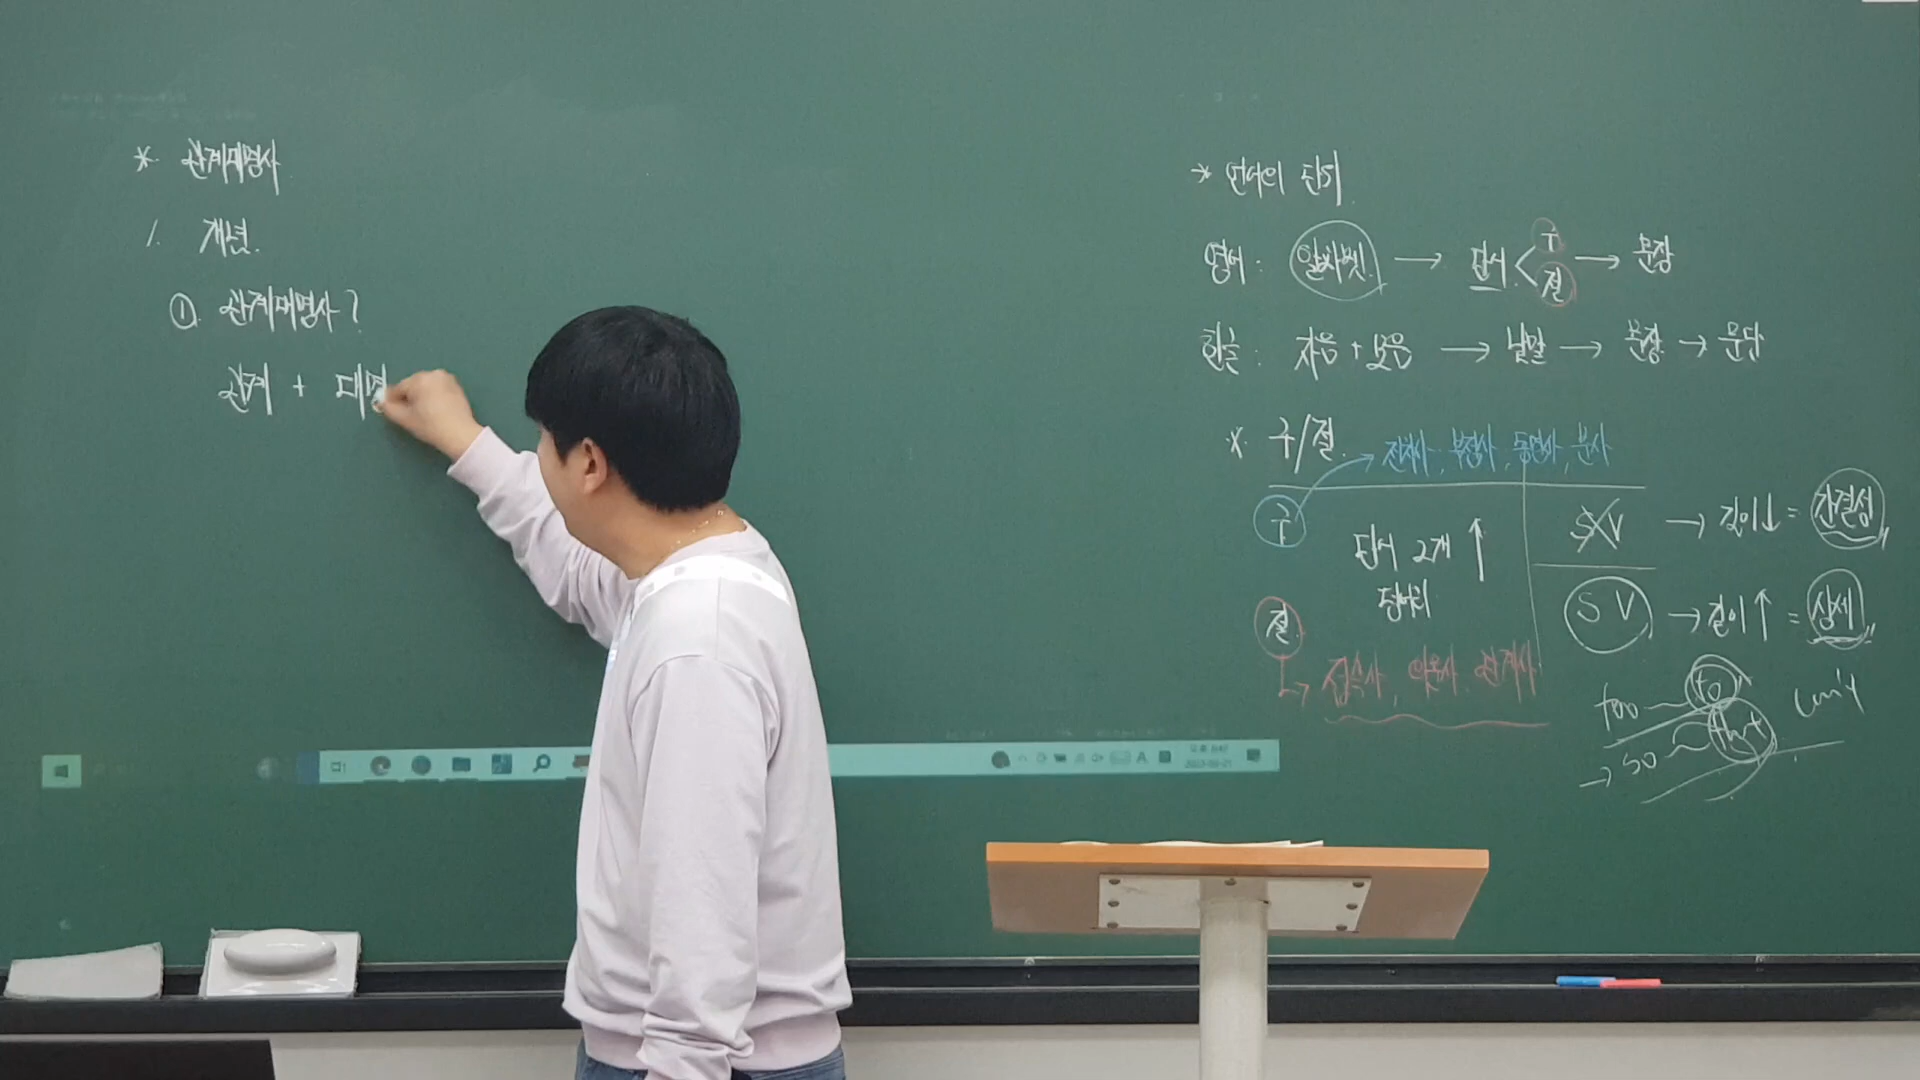 * 관계대명사
1. 개념.
① 관계대명사?
관계 + 대명
* 언어의 단위
영어 : 알파벳 → 단어 < 구 절 → 문장
한글 : 자음 + 모음 → 낱말 → 문장 → 문단
* 구/절.
전치사, 부정사, 동명사, 분사
구 단어 2개 ↑ SV → 길이↓ = 간결성
덩어리
절 S V → 길이↑ = 상세
접속사, 의문사, 관계사
too ~ to
→ so ~ that can't